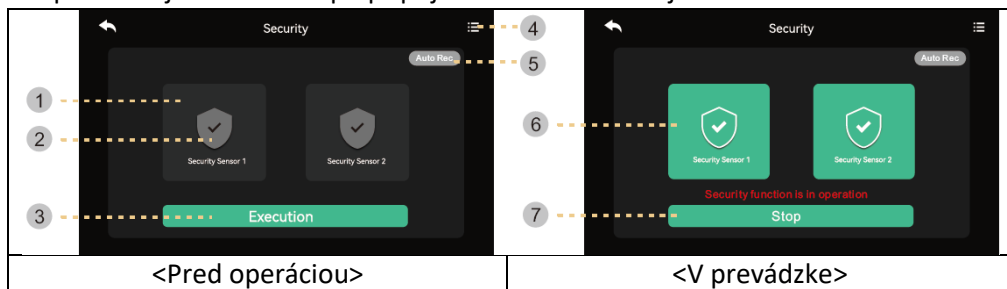 Security
4
Auto Rec
5
1
2
Security Sensor 1
Security Sensor 2
3
Execution
Security
Auto Rec
6
Security Sensor 1
Security Sensor 2
Security function is in operation
7
Stop
<Pred operáciou>
<V prevádzke>